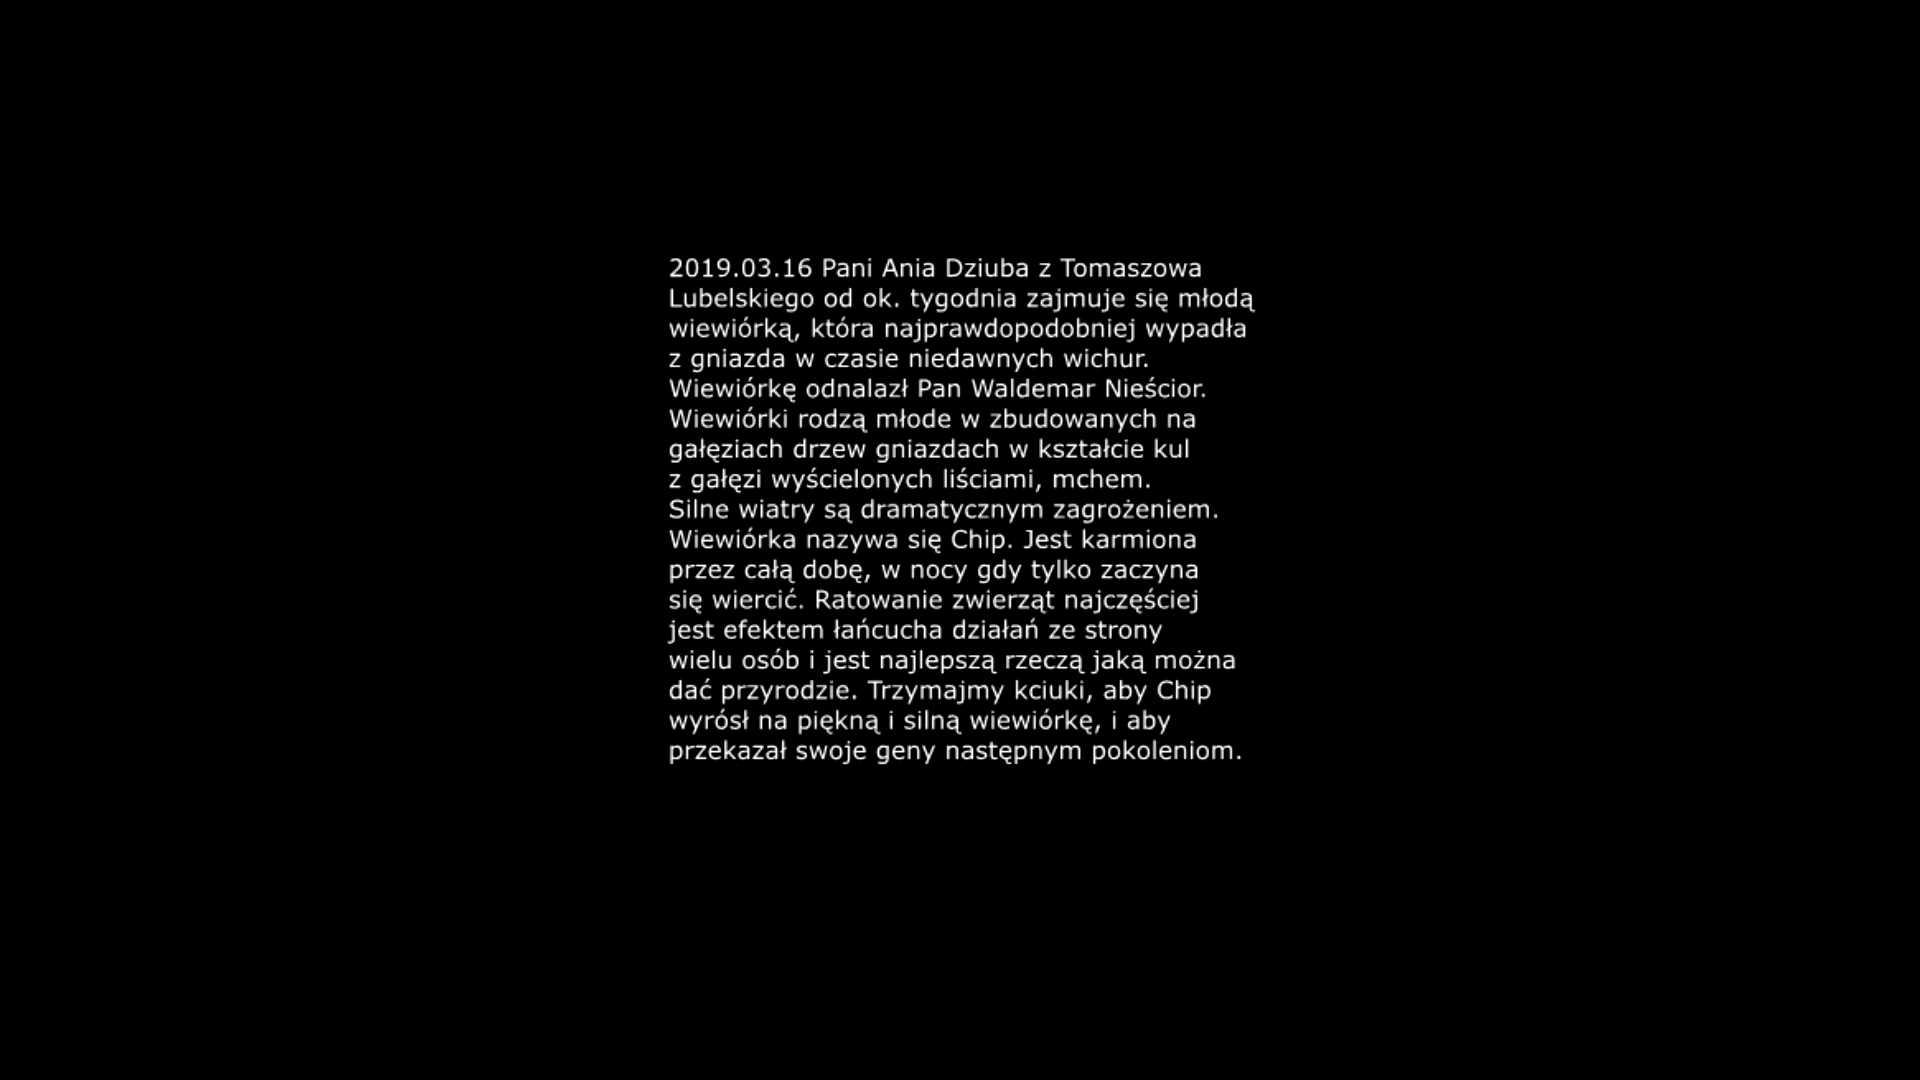 2019.03.16 Pani Ania Dziuba z Tomaszowa
Lubelskiego od ok. tygodnia zajmuje się młodą
wiewiórką, która najprawdopodobniej wypadła
z gniazda w czasie niedawnych wichur.
Wiewiórkę odnalazł Pan Waldemar Nieścior.
Wiewiórki rodzą młode w zbudowanych na
gałęziach drzew gniazdach w kształcie kul
z gałęzi wyścielonych liściami, mchem.
Silne wiatry są dramatycznym zagrożeniem.
Wiewiórka nazywa się Chip. Jest karmiona
przez całą dobę, w nocy gdy tylko zaczyna
się wiercić. Ratowanie zwierząt najczęściej
jest efektem łańcucha działań ze strony
wielu osób i jest najlepszą rzeczą jaką można
dać przyrodzie. Trzymajmy kciuki, aby Chip
wyrósł na piękną i silną wiewiórkę, i aby
przekazał swoje geny następnym pokoleniom.